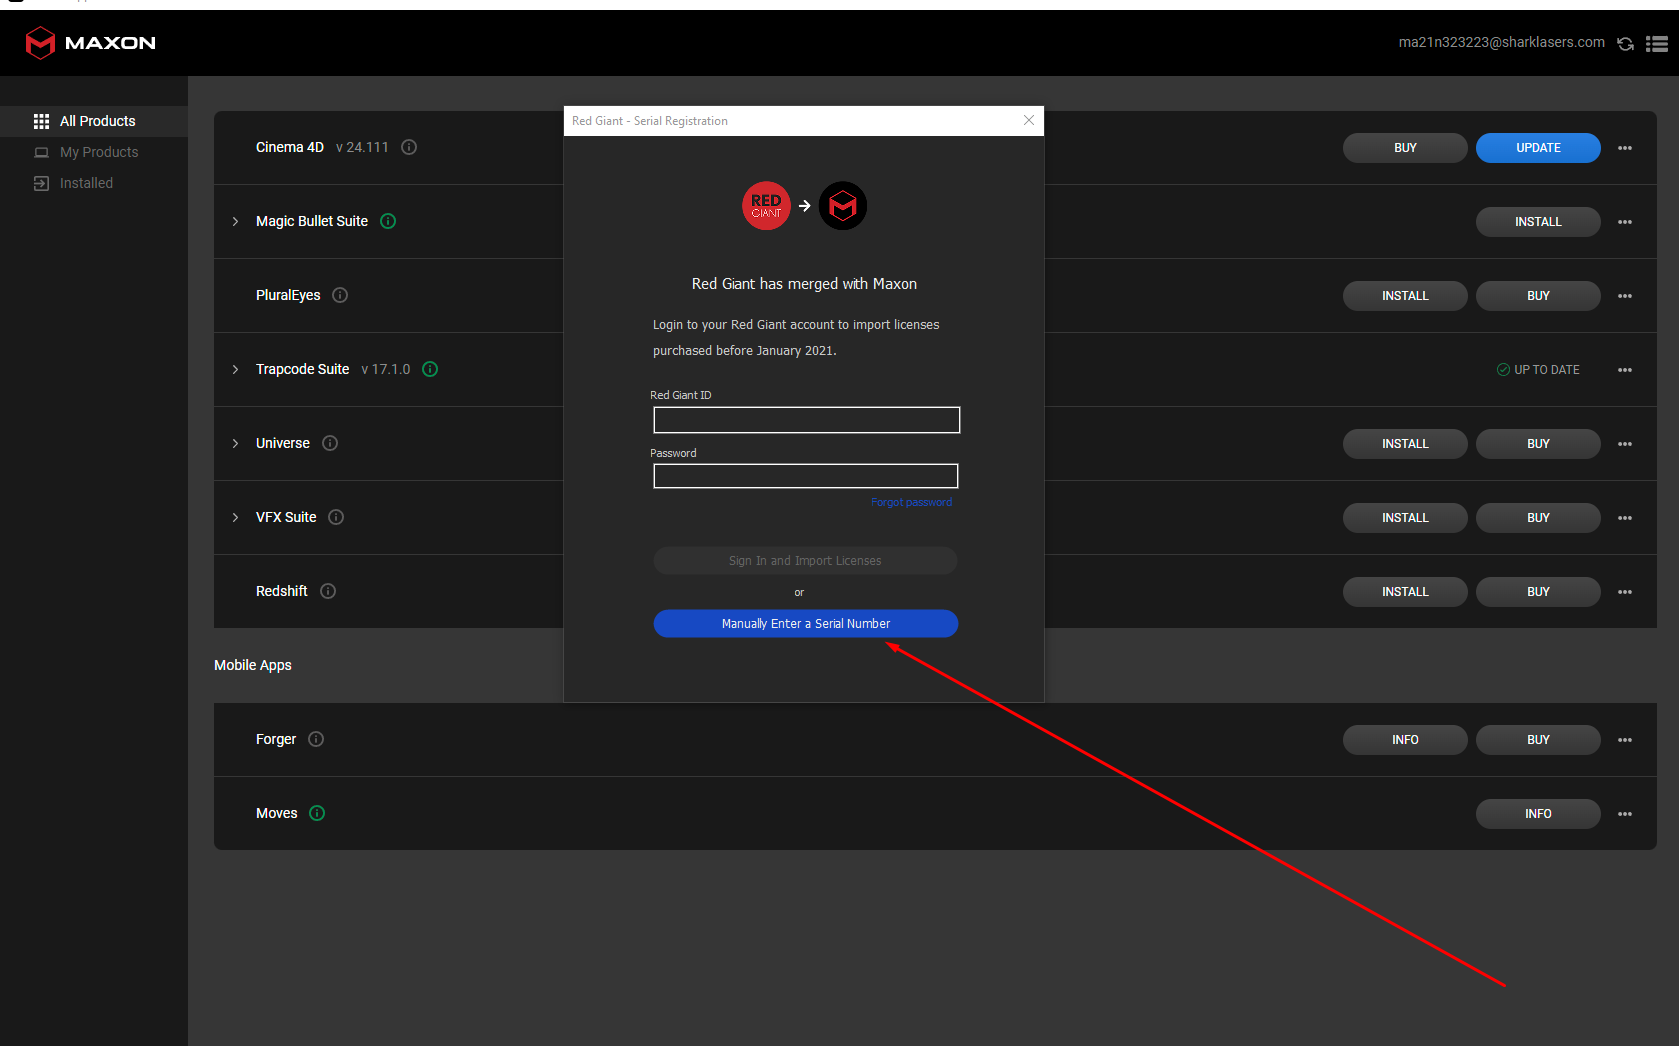 MAXON
ma21n323223@sharklasers.com
All Products
My Products
Installed
Cinema 4D v 24.111
BUY
UPDATE
Magic Bullet Suite
INSTALL
PluralEyes
INSTALL
BUY
Trapcode Suite v 17.1.0
UP TO DATE
Universe
INSTALL
BUY
VFX Suite
INSTALL
BUY
Redshift
INSTALL
BUY
Mobile Apps
Forger
INFO
BUY
Moves
INFO
Red Giant - Serial Registration
RED
GIANT
Red Giant has merged with Maxon
Login to your Red Giant account to import licenses
purchased before January 2021.
Red Giant ID
Password
Forgot password
Sign In and Import Licenses
or
Manually Enter a Serial Number